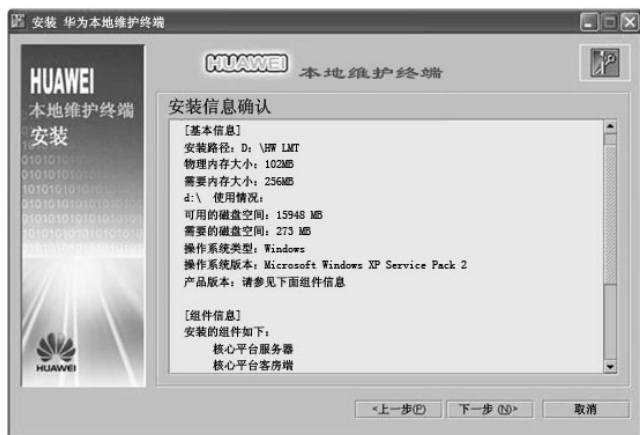 安装 华为本地维护终端
HUAWEI 本地维护终端
HUAWEI
本地维护终端
安装
安装信息确认
[基本信息]
安装路径：D：\HW LMT
物理内存大小：102MB
需要内存大小：256MB
d:\ 使用情况：
可用的磁盘空间：15948 MB
需要的磁盘空间：273 MB
操作系统类型：Windows
操作系统版本：Microsoft Windows XP Service Pack 2
产品版本：请参见下面组件信息
[组件信息]
安装的组件如下：
核心平台服务器
核心平台客房端
HUAWEI
<上一步(P)
下一步 (N)>
取消